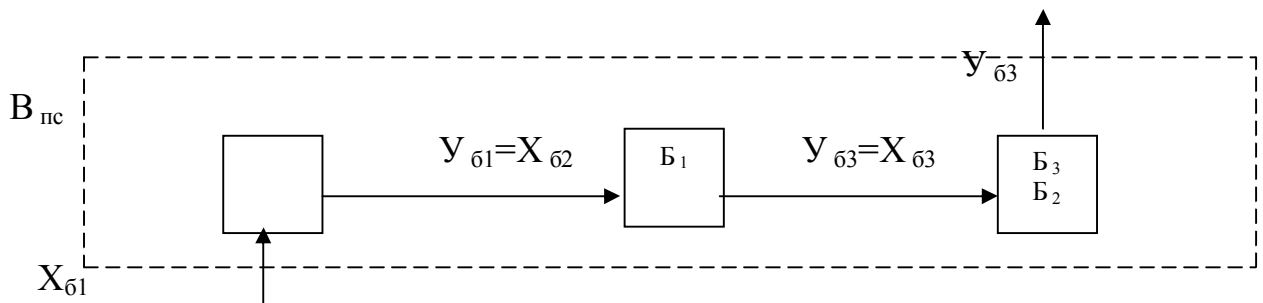 У б3
В пс
У б1=Х б2
Б 1
У б3=Х б3
Б 3
Б 2
Х б1